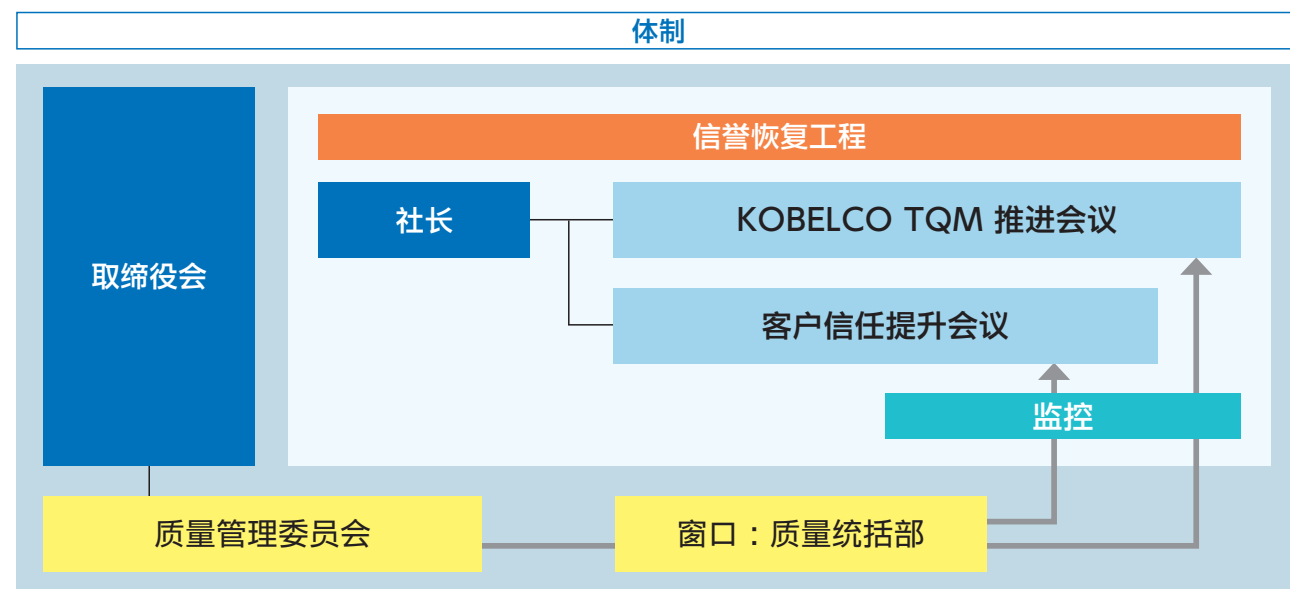 体制
取缔役会
信誉恢复工程
社长
KOBELCO TQM 推进会议
客户信任提升会议
监控
质量管理委员会
窗口：质量统括部